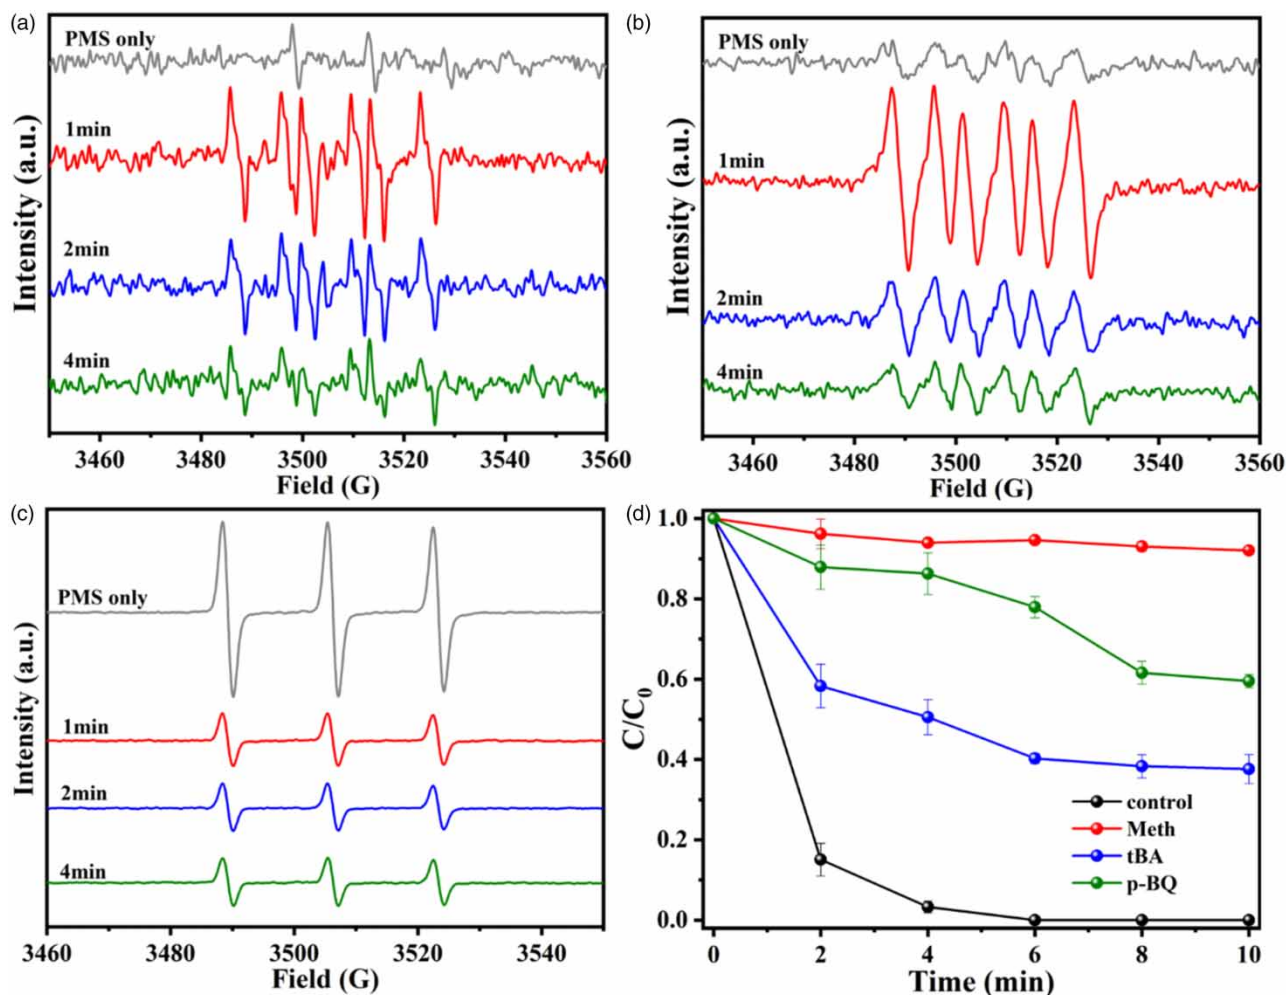 (a)
PMS only
1min
2min
4min
Intensity (a.u.)
3460 3480 3500 3520 3540 3560
Field (G)
(b)
PMS only
1min
2min
4min
Intensity (a.u.)
3460 3480 3500 3520 3540 3560
Field (G)
(c)
PMS only
1min
2min
4min
Intensity (a.u.)
3460 3480 3500 3520 3540
Field (G)
(d)
1.0
0.8
0.6
0.4
0.2
0.0
C/C0
control
Meth
tBA
p-BQ
0 2 4 6 8 10
Time (min)